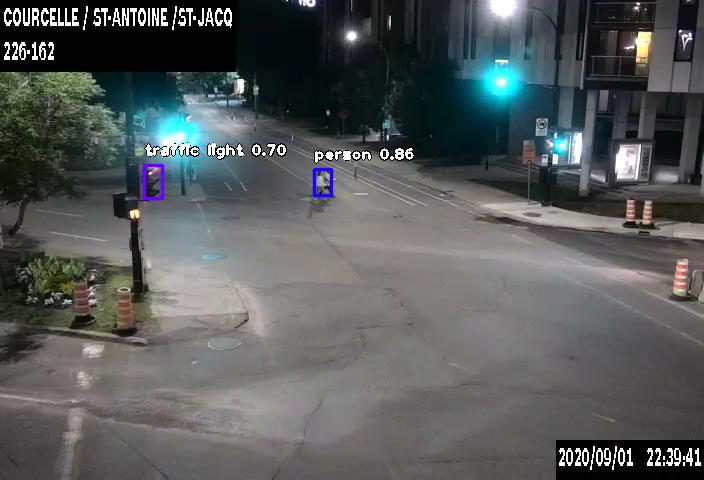 COURCELLE / ST-ANTOINE /ST-JACQ
226-162
traffic light 0.70
person 0.86
2020/09/01 22:39:41